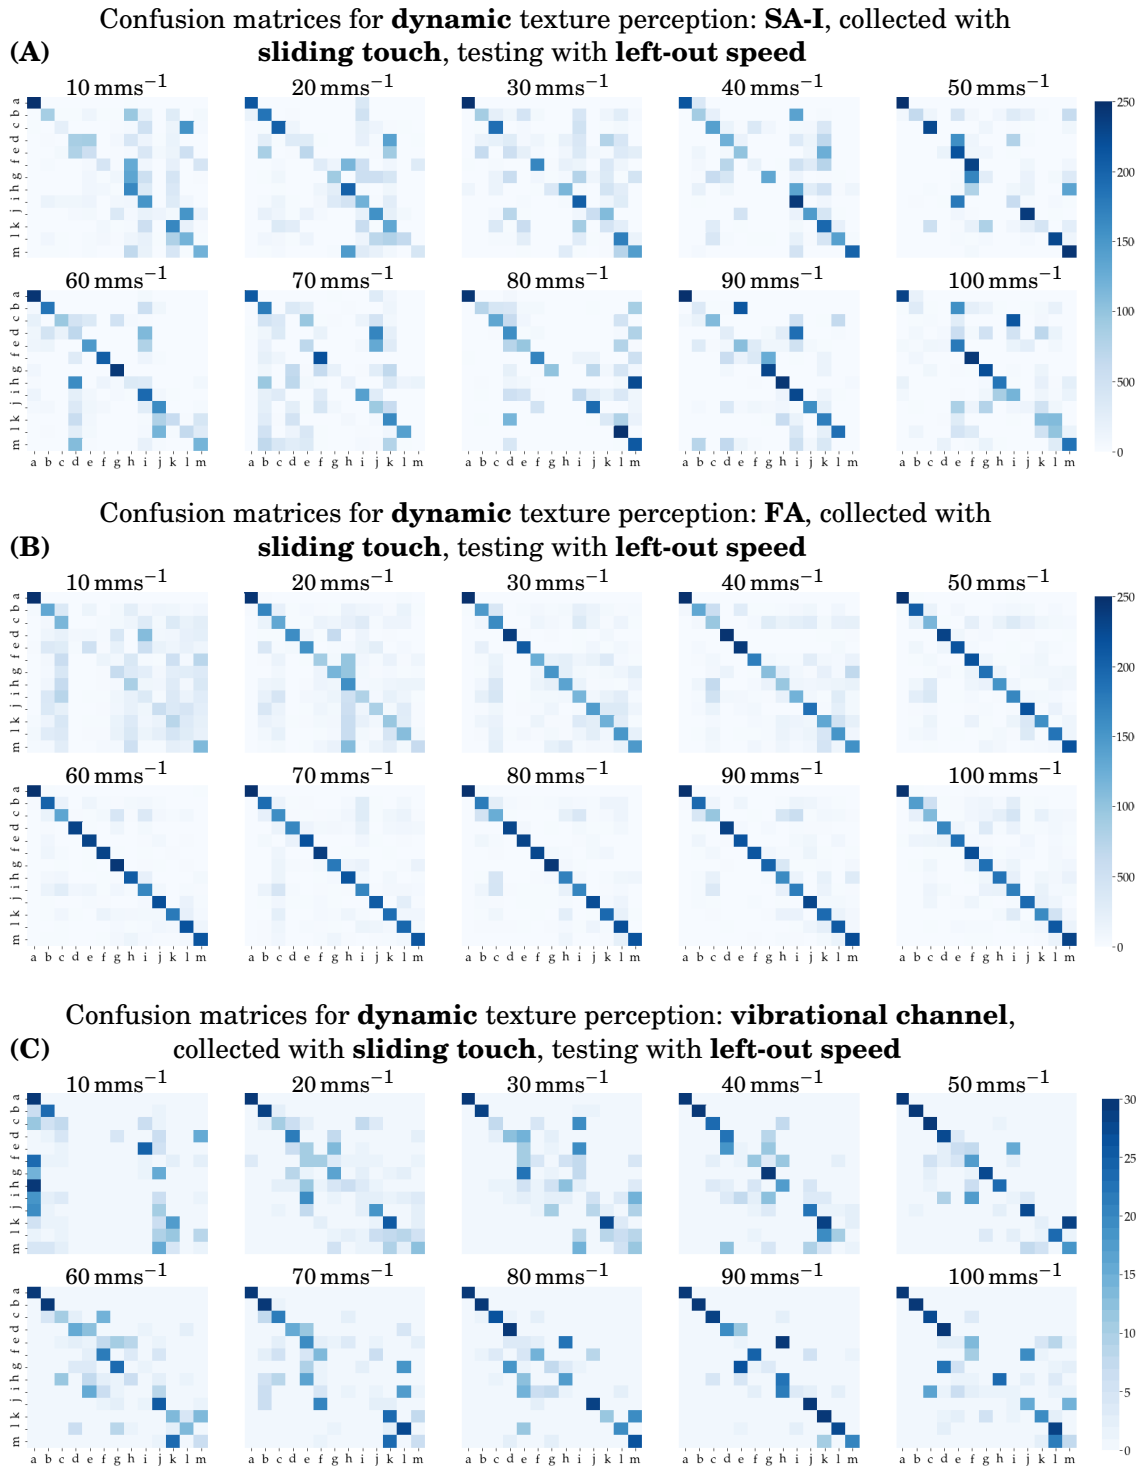 Confusion matrices for dynamic texture perception: SA-I, collected with
(A) sliding touch, testing with left-out speed
10 mms−1 20 mms−1 30 mms−1 40 mms−1 50 mms−1
a
b
c
d
e
f
g
h
i
j
k
l
m
250
200
150
100
500
0
60 mms−1 70 mms−1 80 mms−1 90 mms−1 100 mms−1
a
b
c
d
e
f
g
h
i
j
k
l
m
a b c d e f g h i j k l m a b c d e f g h i j k l m a b c d e f g h i j k l m a b c d e f g h i j k l m a b c d e f g h i j k l m
Confusion matrices for dynamic texture perception: FA, collected with
(B) sliding touch, testing with left-out speed
10 mms−1 20 mms−1 30 mms−1 40 mms−1 50 mms−1
a
b
c
d
e
f
g
h
i
j
k
l
m
250
200
150
100
500
0
60 mms−1 70 mms−1 80 mms−1 90 mms−1 100 mms−1
a
b
c
d
e
f
g
h
i
j
k
l
m
a b c d e f g h i j k l m a b c d e f g h i j k l m a b c d e f g h i j k l m a b c d e f g h i j k l m a b c d e f g h i j k l m
Confusion matrices for dynamic texture perception: vibrational channel,
(C) collected with sliding touch, testing with left-out speed
10 mms−1 20 mms−1 30 mms−1 40 mms−1 50 mms−1
a
b
c
d
e
f
g
h
i
j
k
l
m
30
25
20
15
10
5
0
60 mms−1 70 mms−1 80 mms−1 90 mms−1 100 mms−1
a
b
c
d
e
f
g
h
i
j
k
l
m
a b c d e f g h i j k l m a b c d e f g h i j k l m a b c d e f g h i j k l m a b c d e f g h i j k l m a b c d e f g h i j k l m